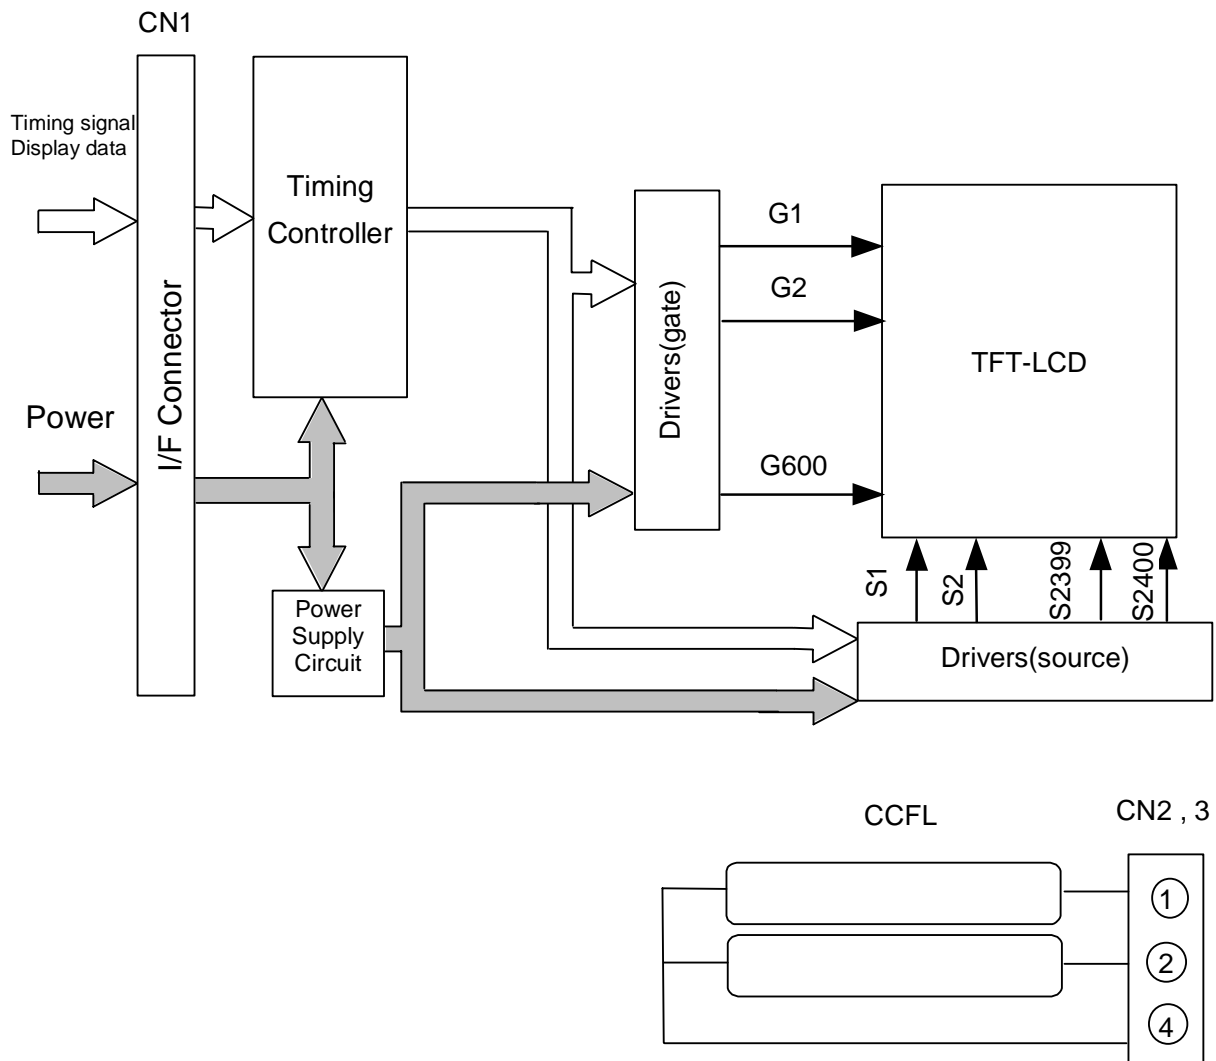 CN1
Timing signal
Display data
Timing
Controller
I/F Connector
Power
Power
Supply
Circuit
Drivers(gate)
G1
G2
G600
TFT-LCD
S1
S2
S2399
S2400
Drivers(source)
CCFL
CN2 , 3
1
2
4